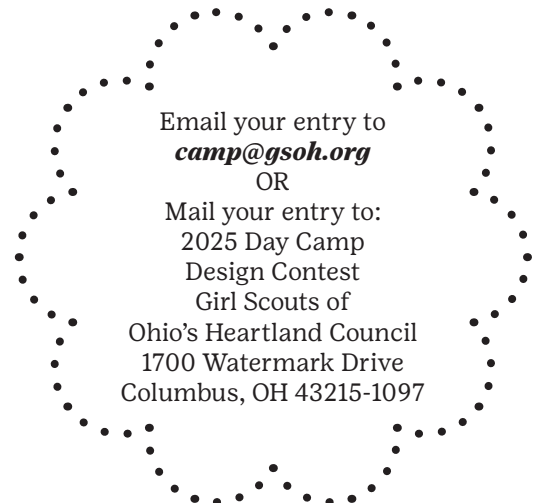 Email your entry to
camp@gsoh.org
OR
Mail your entry to:
2025 Day Camp
Design Contest
Girl Scouts of
Ohio’s Heartland Council
1700 Watermark Drive
Columbus, OH 43215-1097